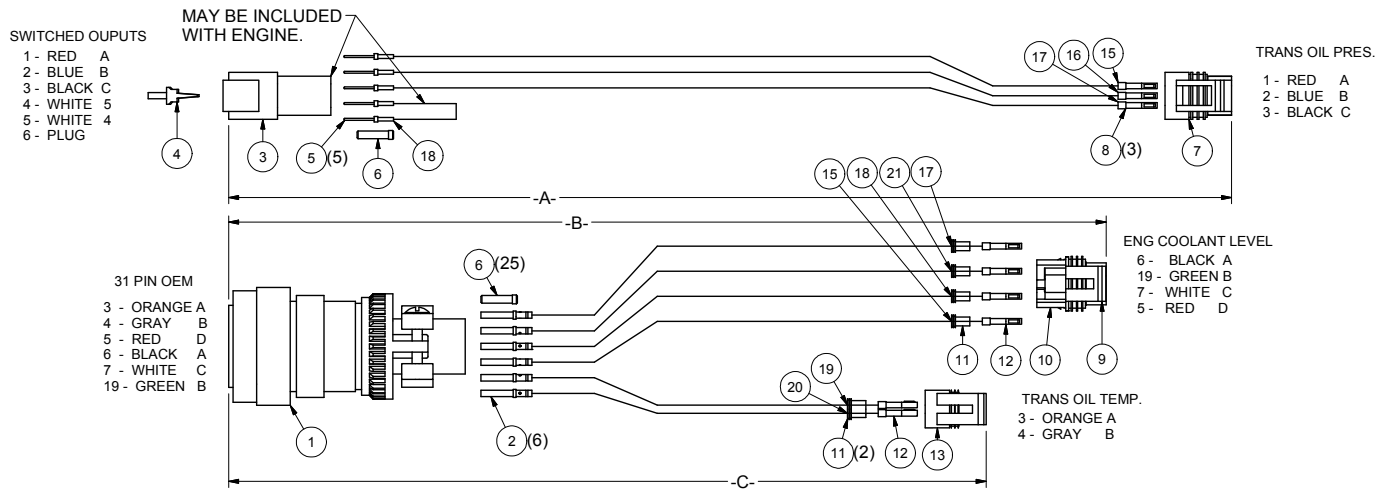 MAY BE INCLUDED
WITH ENGINE.
SWITCHED OUPUTS
1 - RED A
2 - BLUE B
3 - BLACK C
4 - WHITE 5
5 - WHITE 4
6 - PLUG
4
3
5 (5)
6
18
17
16
15
8 (3)
7
TRANS OIL PRES.
1 - RED A
2 - BLUE B
3 - BLACK C
-A-
-B-
31 PIN OEM
3 - ORANGE A
4 - GRAY B
5 - RED D
6 - BLACK A
7 - WHITE C
19 - GREEN B
1
6 (25)
2 (6)
15
18
21
17
11
12
10
9
ENG COOLANT LEVEL
6 - BLACK A
19 - GREEN B
7 - WHITE C
5 - RED D
19
20
11 (2)
12
13
TRANS OIL TEMP.
3 - ORANGE A
4 - GRAY B
-C-